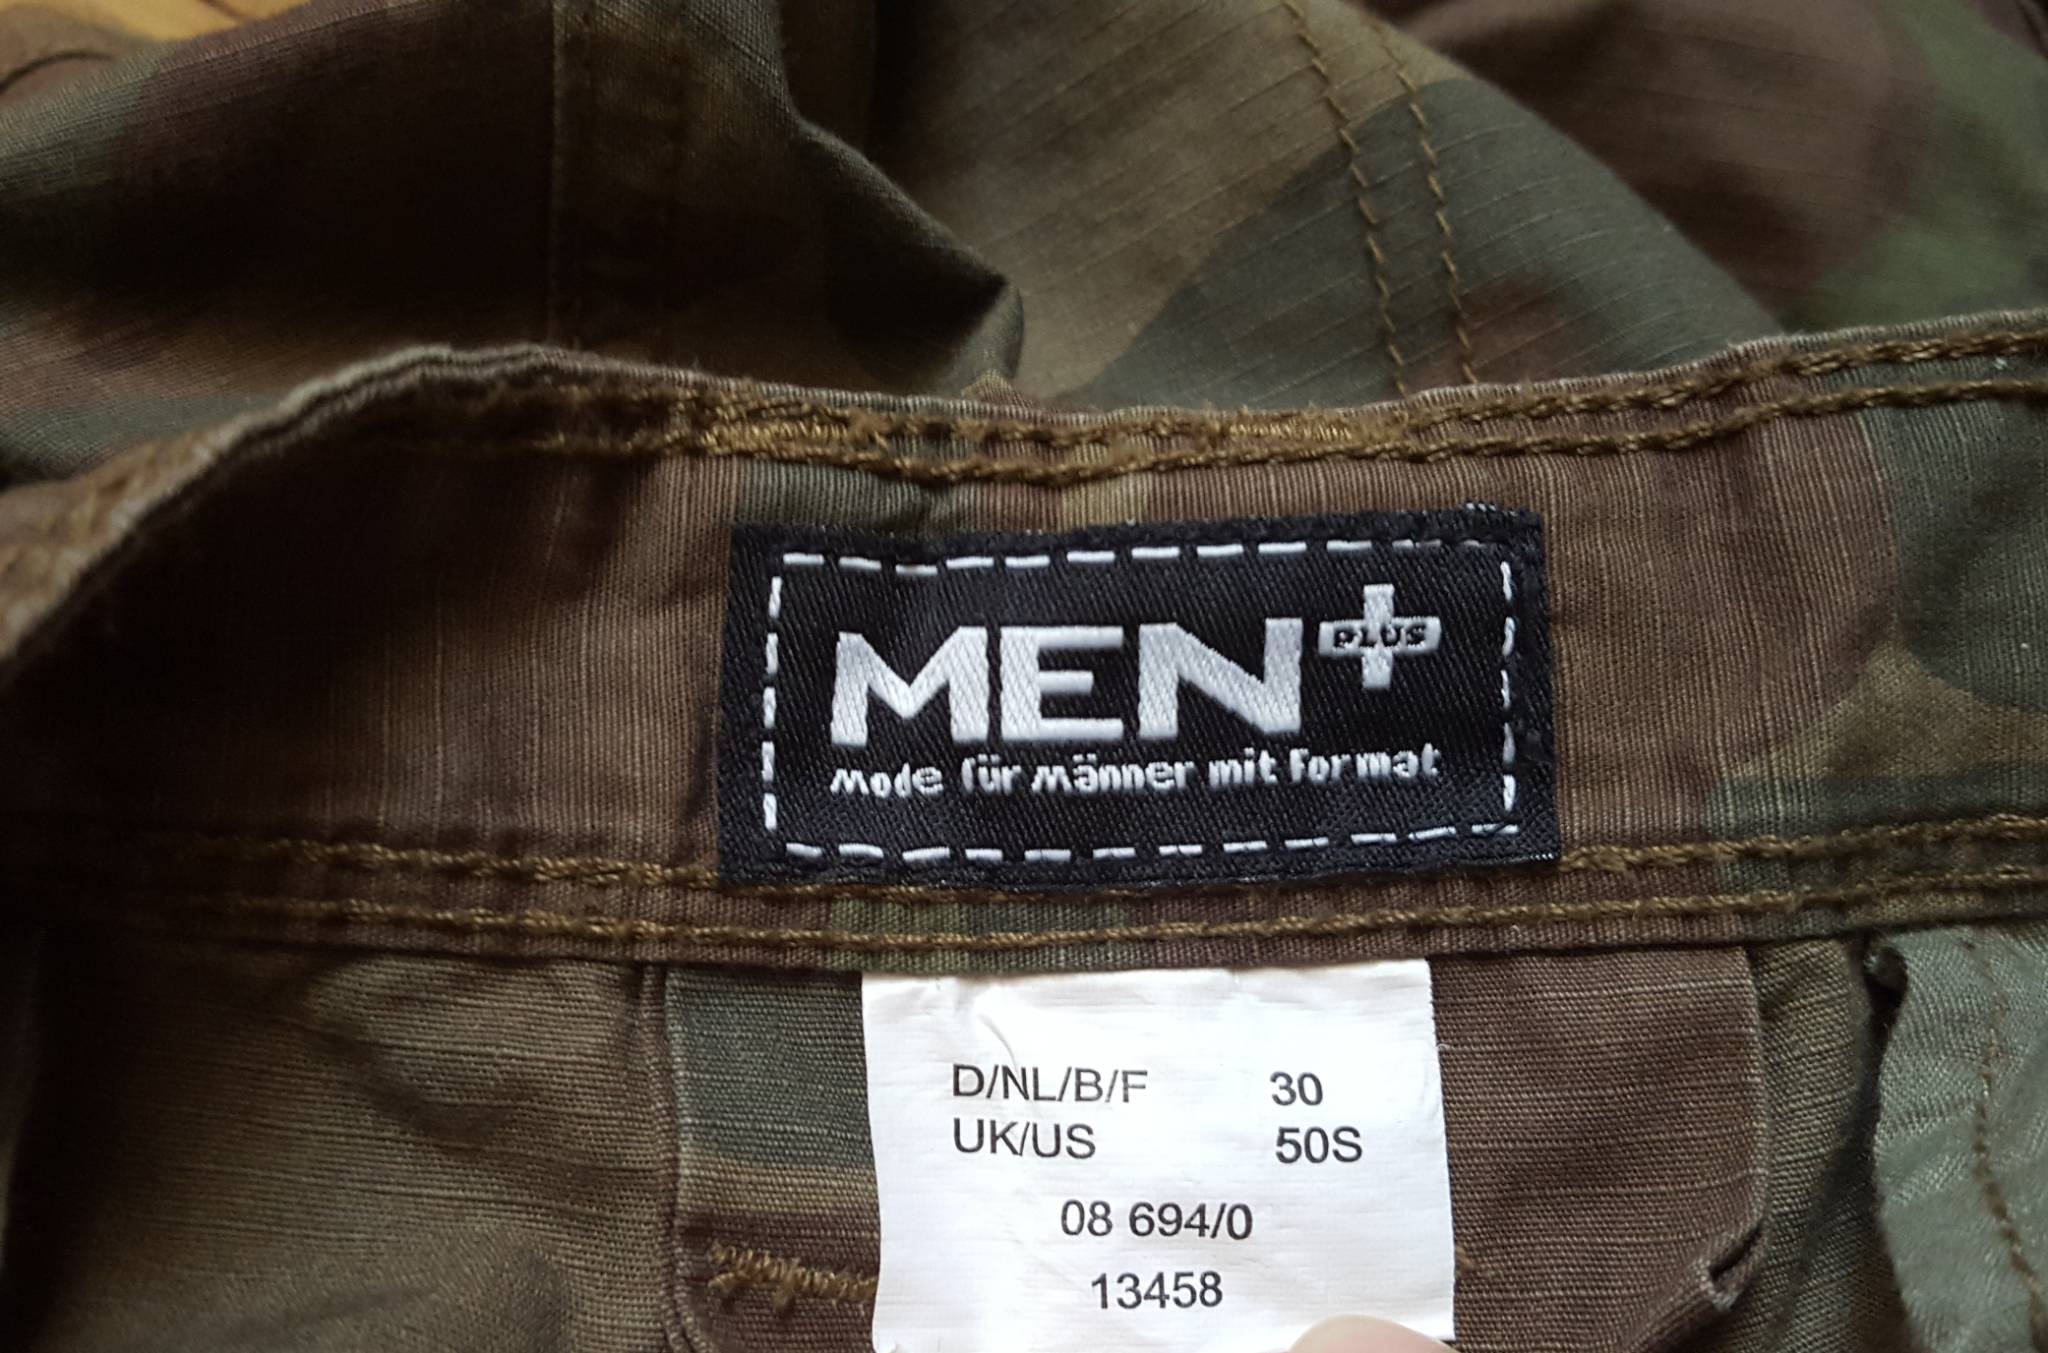 MEN PLUS
Mode für Männer mit Format
D/NL/B/F 30
UK/US 50S
08 694/0
13458